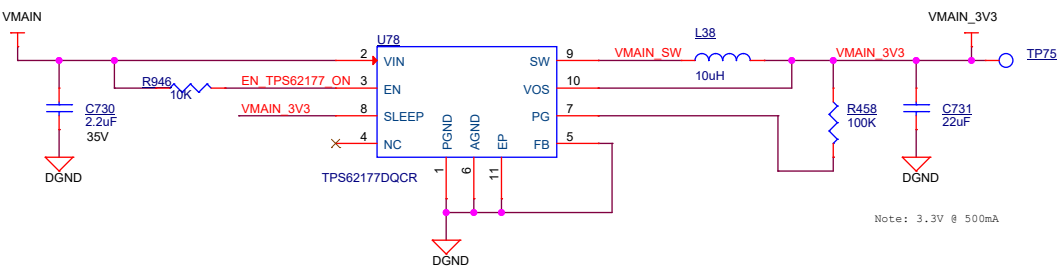 VMAIN
VMAIN_3V3
U78
L38
TP75
2
VIN
SW
9
VMAIN_SW
VMAIN_3V3
R946
10K
EN_TPS62177_ON
3
EN
VOS
10
10uH
C730
2.2uF
35V
VMAIN_3V3
8
SLEEP
PG
7
R458
100K
C731
22uF
4
NC
PGND
AGND
EP
FB
5
TPS62177DQCR
1
6
11
DGND
DGND
DGND
Note: 3.3V @ 500mA